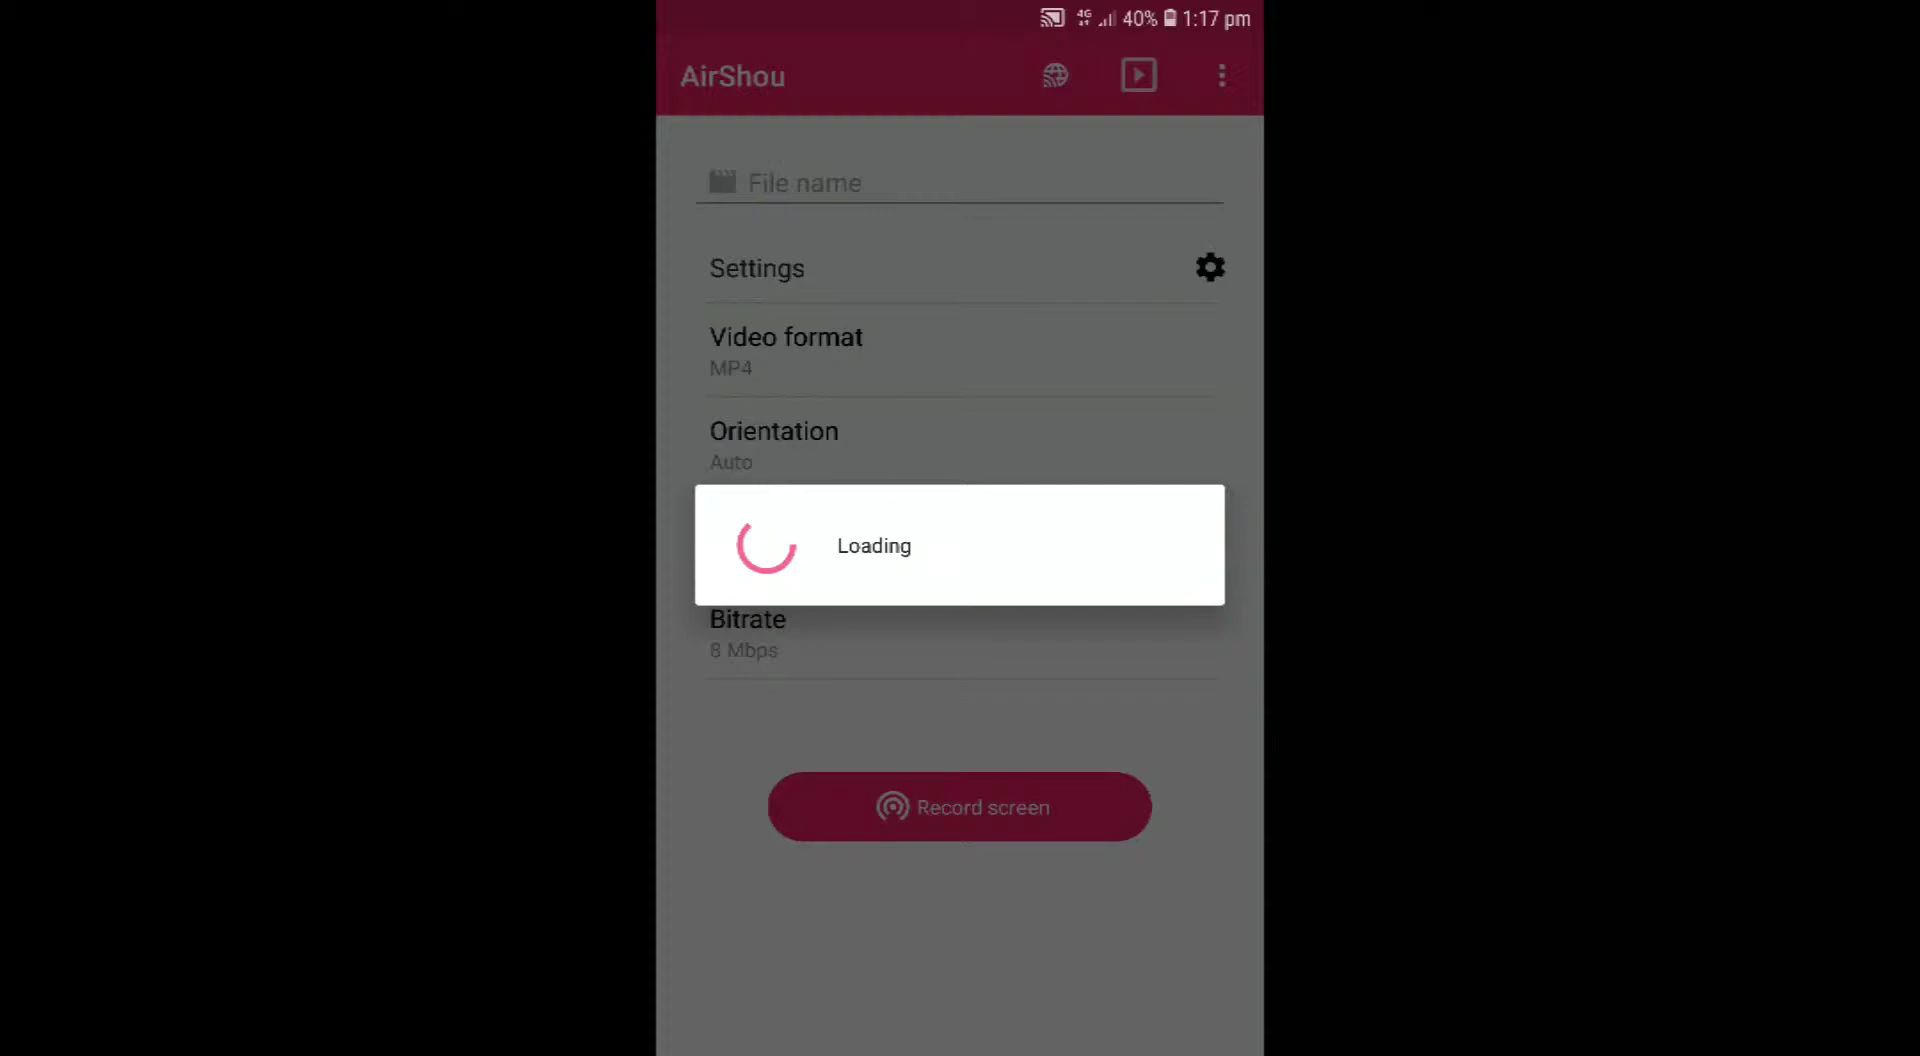 4G 40% 1:17 pm
AirShou
File name
Settings
Video format
MP4
Orientation
Auto
Loading
Bitrate
8 Mbps
Record screen